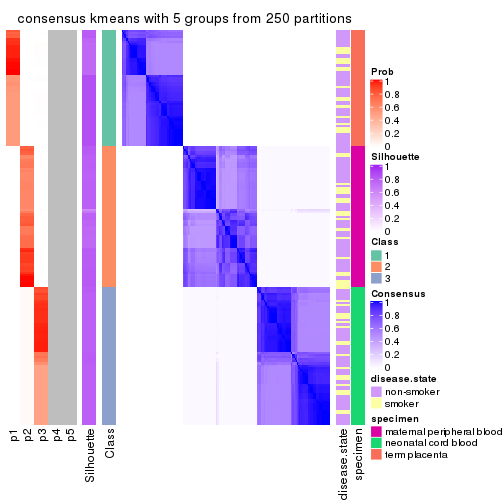 consensus kmeans with 5 groups from 250 partitions
Prob
1
0.8
0.6
0.4
0.2
0
Silhouette
1
0.8
0.6
0.4
0.2
0
Class
1
2
3
Consensus
1
0.8
0.6
0.4
0.2
0
disease.state
non-smoker
smoker
specimen
maternal peripheral blood
neonatal cord blood
term placenta
p1
p2
p3
p4
p5
Silhouette
Class
disease.state
specimen